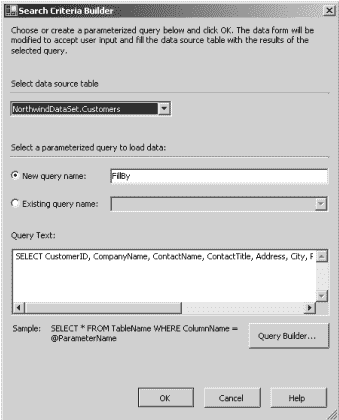 Search Criteria Builder
Choose or create a parameterized query below and click OK. The data form will be
modified to accept user input and fill the data source table with the results of the
selected query.
Select data source table
NorthwindDataSet.Customers
Select a parameterized query to load data:
New query name:
FillBy
Existing query name:
Query Text:
SELECT CustomerID, CompanyName, ContactName, ContactTitle, Address, City, F
Sample: SELECT * FROM TableName WHERE ColumnName =
@ParameterName
Query Builder...
OK Cancel Help